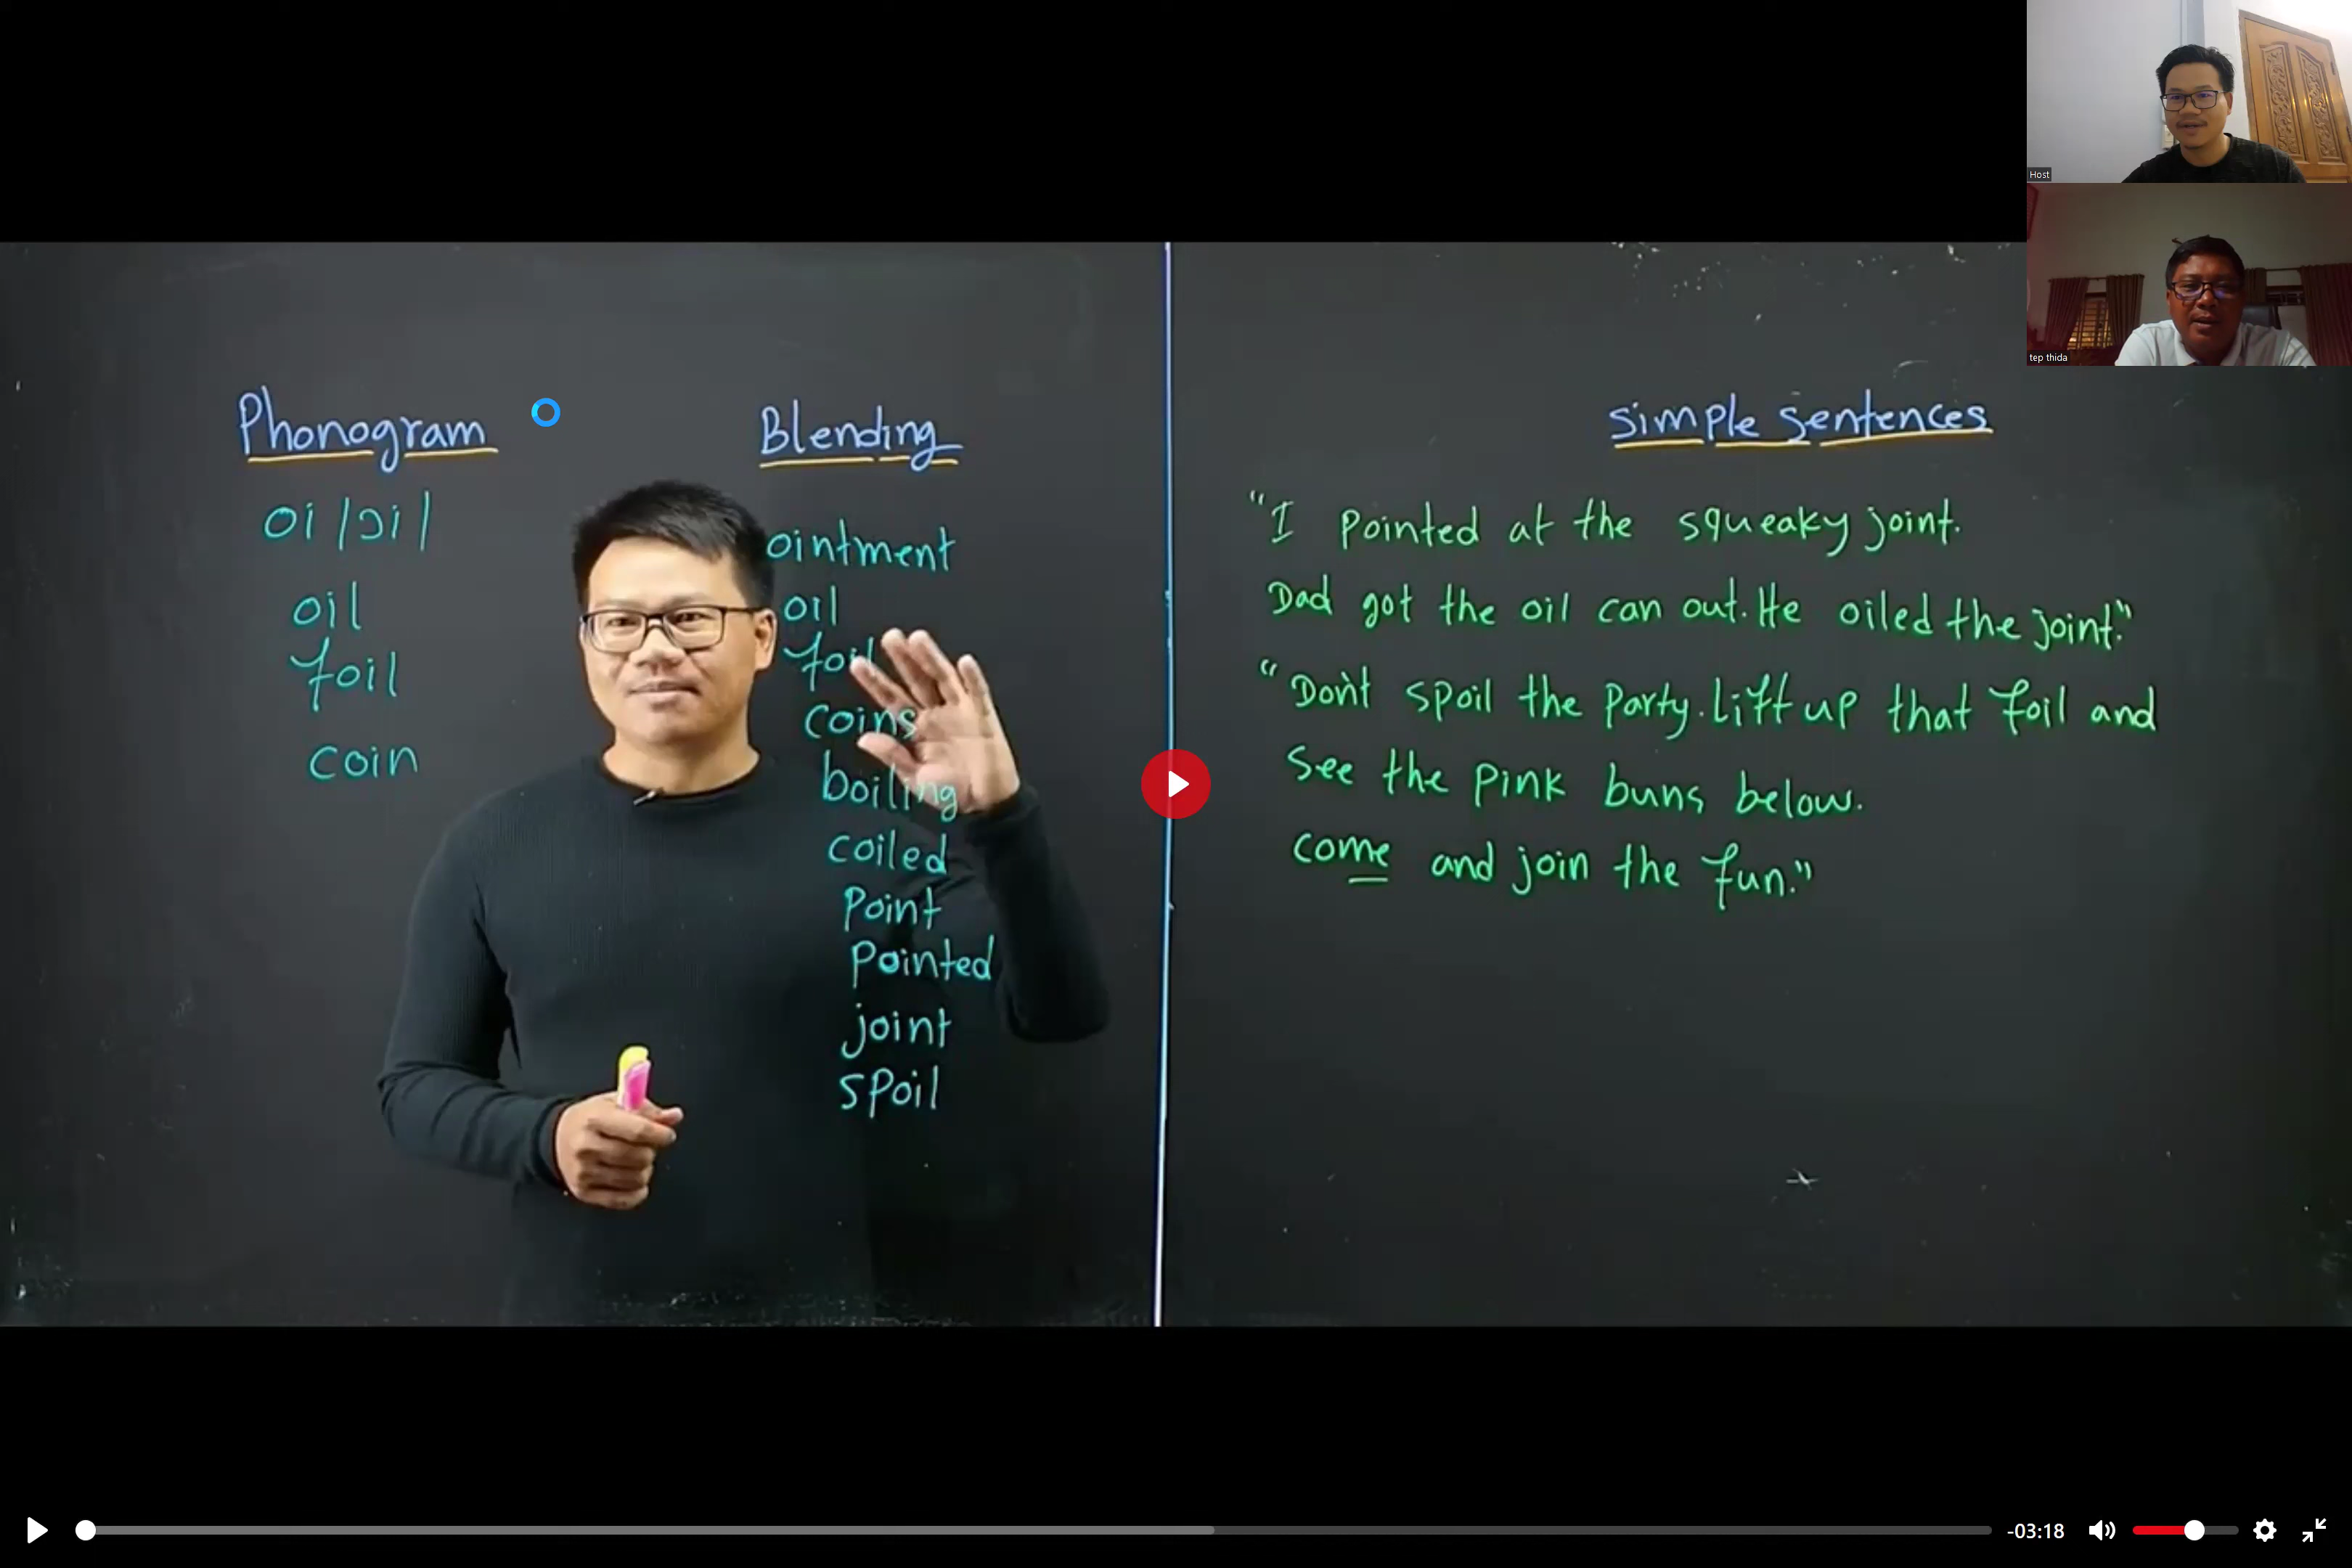 Host
tep thida
Phonogram
oi /ɔi/
oil
foil
coin
Blending
ointment
oil
foil
coins
boiling
coiled
point
pointed
joint
spoil
simple sentences
"I pointed at the squeaky joint.
Dad got the oil can out. He oiled the joint."
"Don't spoil the party. Lift up that foil and
see the pink buns below.
come and join the fun."
-03:18